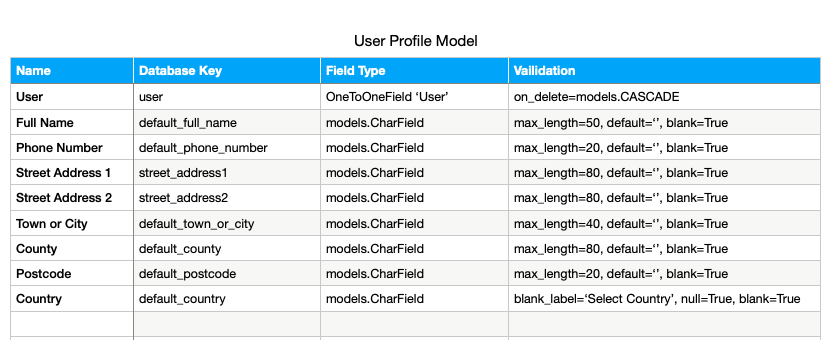 User Profile Model
Name Database Key Field Type Vailidation
User user OneToOneField ‘User’ on_delete=models.CASCADE
Full Name default_full_name models.CharField max_length=50, default=‘’, blank=True
Phone Number default_phone_number models.CharField max_length=20, default=‘’, blank=True
Street Address 1 street_address1 models.CharField max_length=80, default=‘’, blank=True
Street Address 2 street_address2 models.CharField max_length=80, default=‘’, blank=True
Town or City default_town_or_city models.CharField max_length=40, default=‘’, blank=True
County default_county models.CharField max_length=80, default=‘’, blank=True
Postcode default_postcode models.CharField max_length=20, default=‘’, blank=True
Country default_country models.CharField blank_label=‘Select Country’, null=True, blank=True